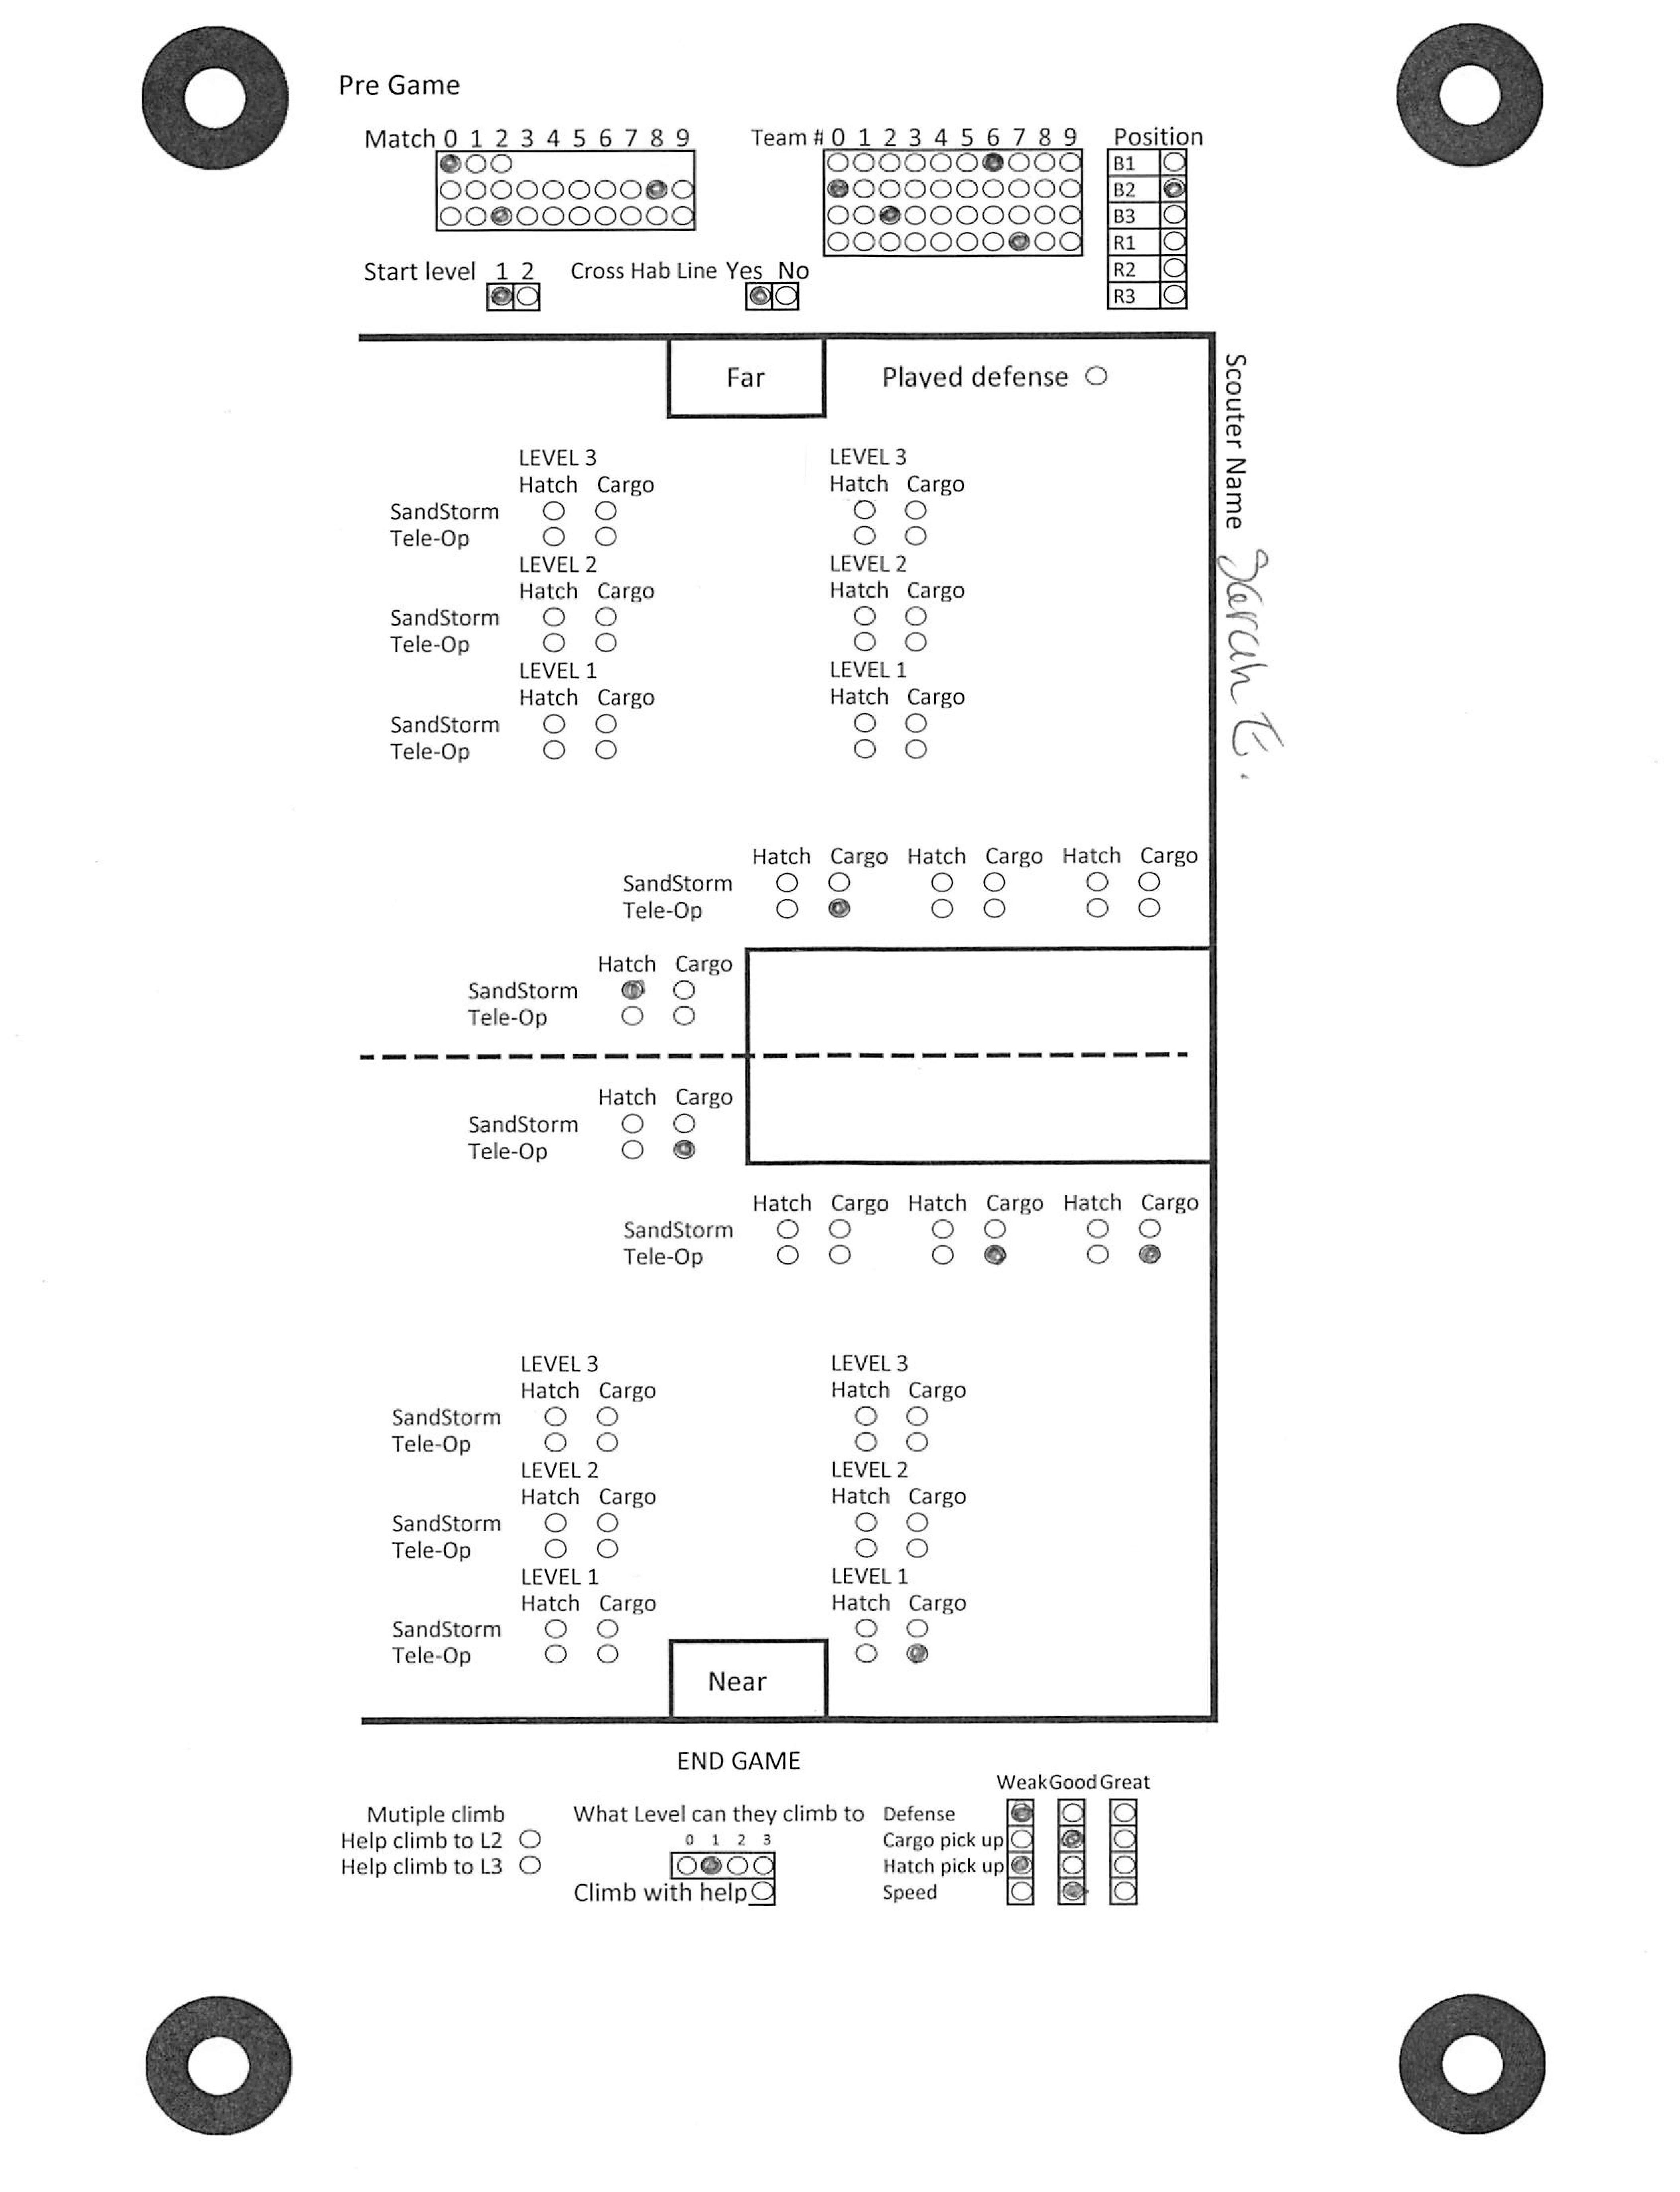 Pre Game
Match 0 1 2 3 4 5 6 7 8 9
Team # 0 1 2 3 4 5 6 7 8 9
Position
B1
B2
B3
R1
R2
R3
Start level 1 2
Cross Hab Line Yes No
Far
Played defense
Scouter Name Sarah E.
LEVEL 3 LEVEL 3
Hatch Cargo Hatch Cargo
SandStorm
Tele-Op
LEVEL 2 LEVEL 2
Hatch Cargo Hatch Cargo
SandStorm
Tele-Op
LEVEL 1 LEVEL 1
Hatch Cargo Hatch Cargo
SandStorm
Tele-Op
Hatch Cargo Hatch Cargo Hatch Cargo
SandStorm
Tele-Op
Hatch Cargo
SandStorm
Tele-Op
Hatch Cargo
SandStorm
Tele-Op
Hatch Cargo Hatch Cargo Hatch Cargo
SandStorm
Tele-Op
LEVEL 3 LEVEL 3
Hatch Cargo Hatch Cargo
SandStorm
Tele-Op
LEVEL 2 LEVEL 2
Hatch Cargo Hatch Cargo
SandStorm
Tele-Op
LEVEL 1 LEVEL 1
Hatch Cargo Hatch Cargo
SandStorm
Tele-Op
Near
END GAME
Mutiple climb
Help climb to L2
Help climb to L3
What Level can they climb to
0 1 2 3
Climb with help
Weak Good Great
Defense
Cargo pick up
Hatch pick up
Speed